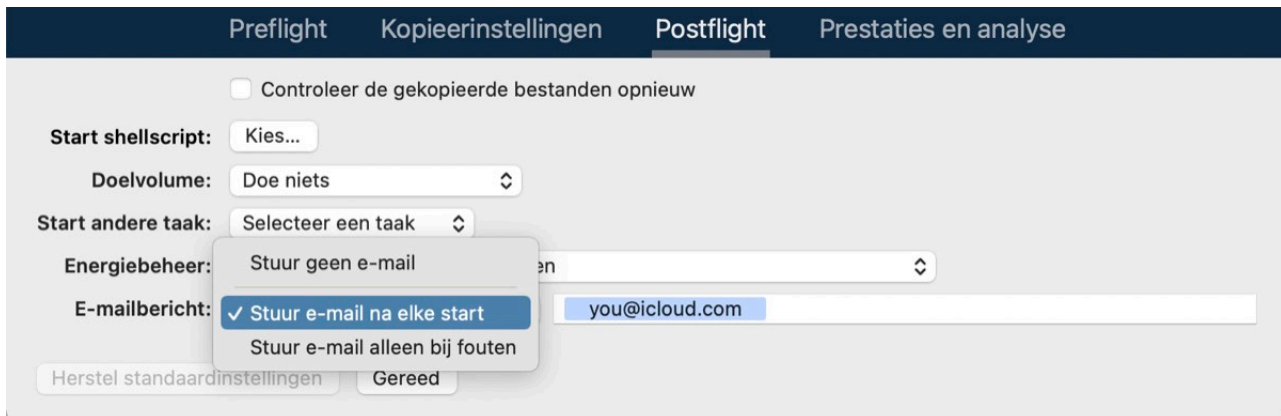 Preflight Kopieerinstellingen Postflight Prestaties en analyse
Controleer de gekopieerde bestanden opnieuw
Start shellscript: Kies...
Doelvolume: Doe niets
Start andere taak: Selecteer een taak
Stuur geen e-mail
Energiebeheer: en
E-mailbericht: ✓ Stuur e-mail na elke start you@icloud.com
Stuur e-mail alleen bij fouten
Herstel standaardinstellingen Gereed